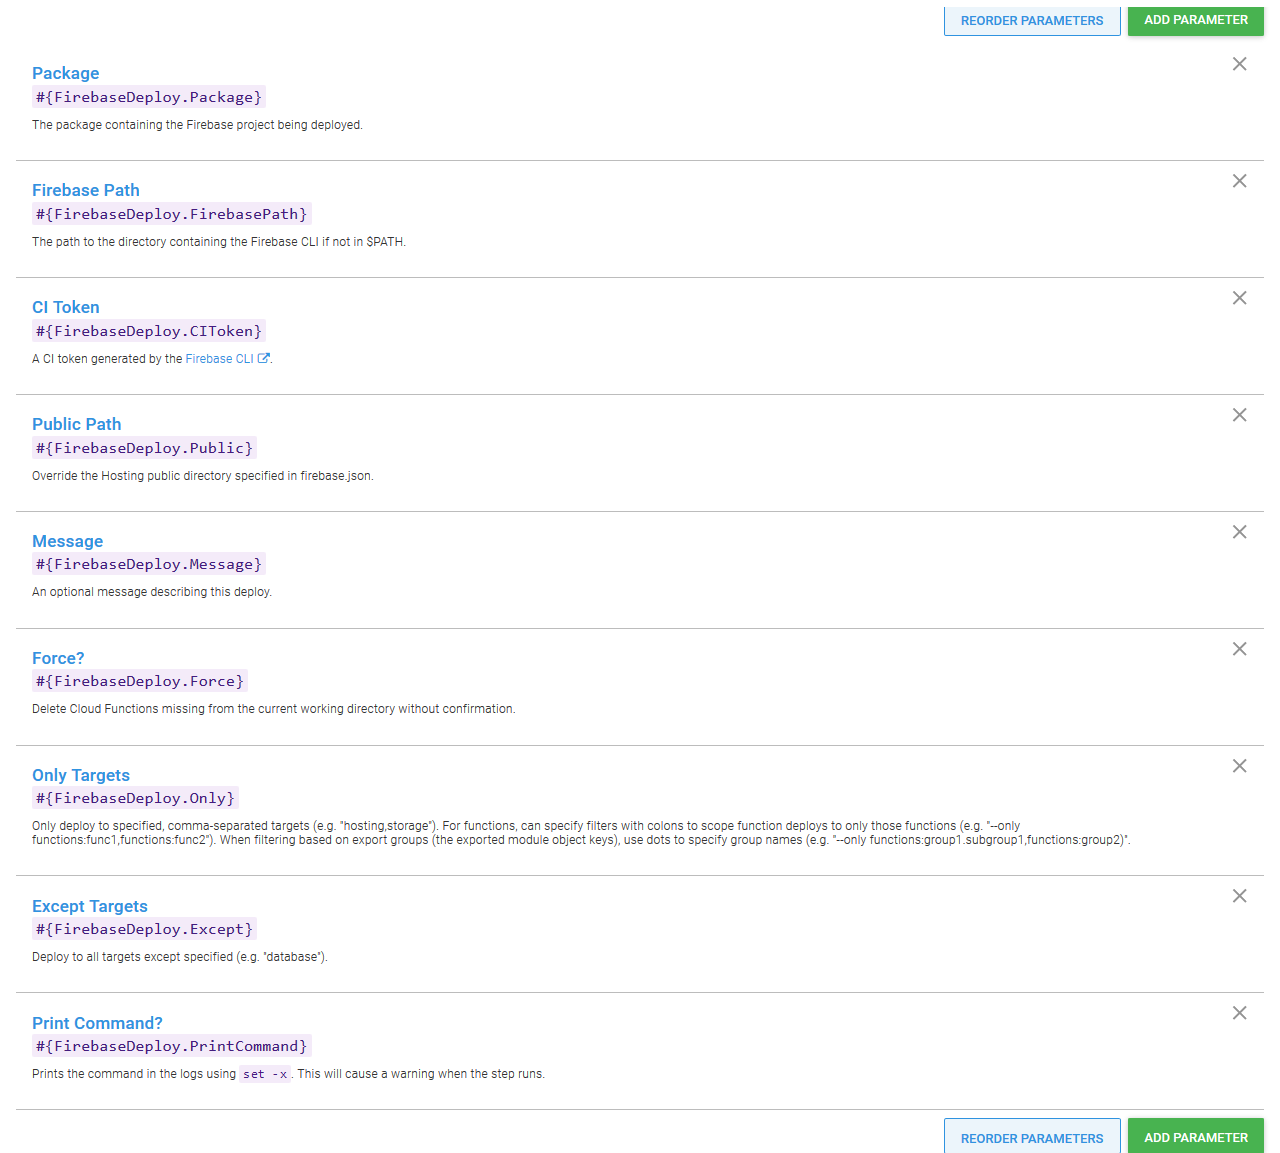 REORDER PARAMETERS ADD PARAMETER
Package
#{FirebaseDeploy.Package}
The package containing the Firebase project being deployed.
Firebase Path
#{FirebaseDeploy.FirebasePath}
The path to the directory containing the Firebase CLI if not in $PATH.
CI Token
#{FirebaseDeploy.CIToken}
A CI token generated by the Firebase CLI.
Public Path
#{FirebaseDeploy.Public}
Override the Hosting public directory specified in firebase.json.
Message
#{FirebaseDeploy.Message}
An optional message describing this deploy.
Force?
#{FirebaseDeploy.Force}
Delete Cloud Functions missing from the current working directory without confirmation.
Only Targets
#{FirebaseDeploy.Only}
Only deploy to specified, comma-separated targets (e.g. "hosting,storage"). For functions, can specify filters with colons to scope function deploys to only those functions (e.g. "--only
functions:func1,functions:func2"). When filtering based on export groups (the exported module object keys), use dots to specify group names (e.g. "--only functions:group1.subgroup1,functions:group2)".
Except Targets
#{FirebaseDeploy.Except}
Deploy to all targets except specified (e.g. "database").
Print Command?
#{FirebaseDeploy.PrintCommand}
Prints the command in the logs using set -x. This will cause a warning when the step runs.
REORDER PARAMETERS ADD PARAMETER